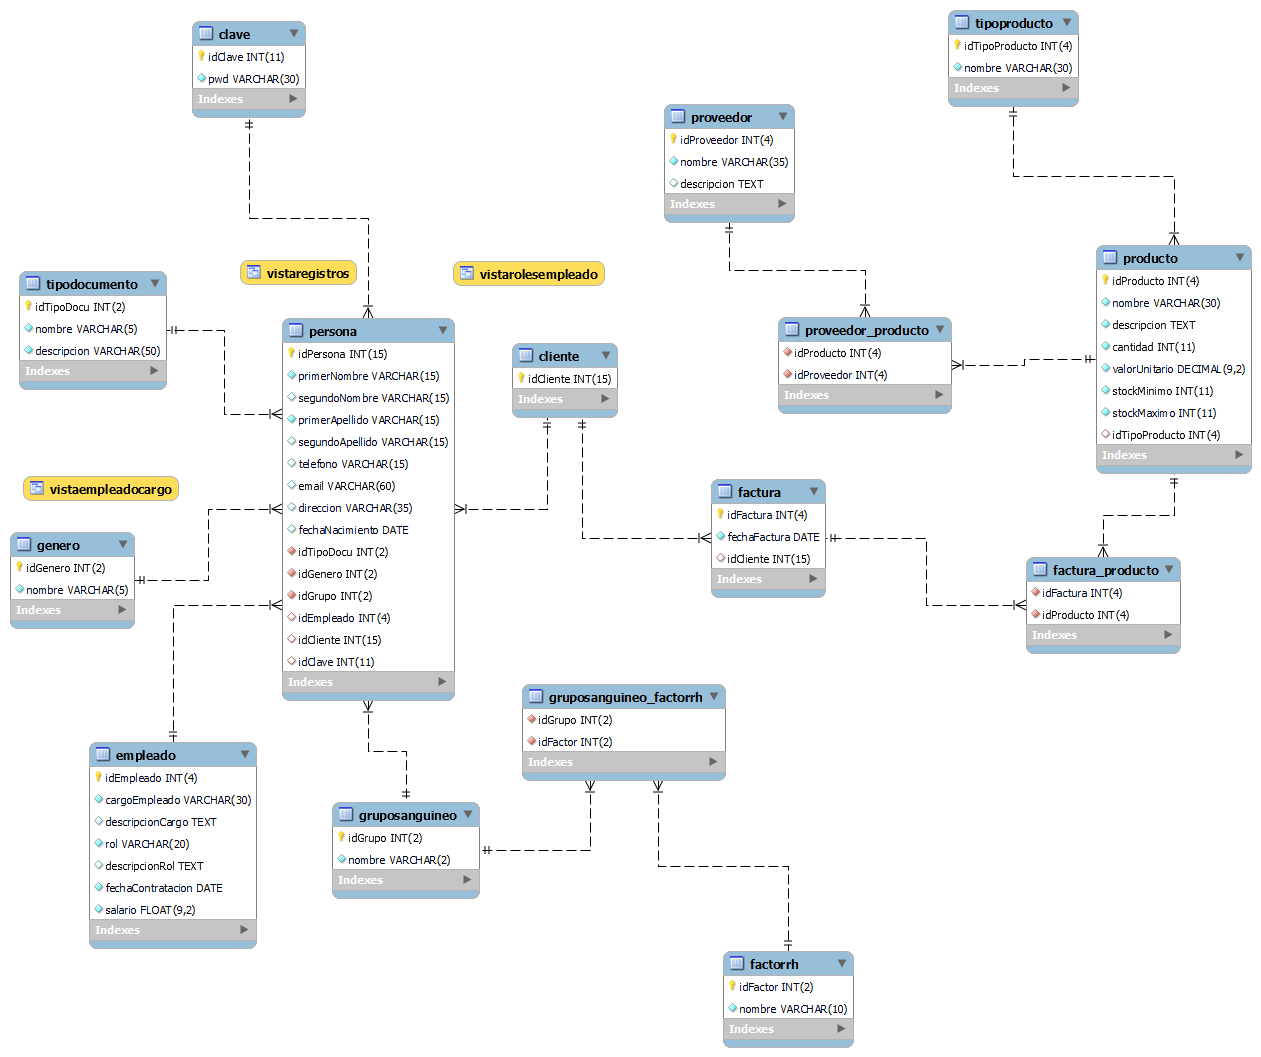 clave
idClave INT(11)
pwd VARCHAR(30)
Indexes
tipoproducto
idTipoProducto INT(4)
nombre VARCHAR(30)
Indexes
proveedor
idProveedor INT(4)
nombre VARCHAR(35)
descripcion TEXT
Indexes
vistaregistros
vistarolesempleado
tipodocumento
idTipoDocu INT(2)
nombre VARCHAR(5)
descripcion VARCHAR(50)
Indexes
producto
idProducto INT(4)
nombre VARCHAR(30)
descripcion TEXT
cantidad INT(11)
valorUnitario DECIMAL(9,2)
stockMinimo INT(11)
stockMaximo INT(11)
idTipoProducto INT(4)
Indexes
persona
idPersona INT(15)
primerNombre VARCHAR(15)
segundoNombre VARCHAR(15)
primerApellido VARCHAR(15)
segundoApellido VARCHAR(15)
telefono VARCHAR(15)
email VARCHAR(60)
direccion VARCHAR(35)
fechaNacimiento DATE
idTipoDocu INT(2)
idGenero INT(2)
idGrupo INT(2)
idEmpleado INT(4)
idCliente INT(15)
idClave INT(11)
Indexes
proveedor_producto
idProducto INT(4)
idProveedor INT(4)
Indexes
cliente
idCliente INT(15)
Indexes
vistaempleadocargo
factura
idFactura INT(4)
fechaFactura DATE
idCliente INT(15)
Indexes
genero
idGenero INT(2)
nombre VARCHAR(5)
Indexes
factura_producto
idFactura INT(4)
idProducto INT(4)
Indexes
gruposanguineo_factorrh
idGrupo INT(2)
idFactor INT(2)
Indexes
empleado
idEmpleado INT(4)
cargoEmpleado VARCHAR(30)
descripcionCargo TEXT
rol VARCHAR(20)
descripcionRol TEXT
fechaContratacion DATE
salario FLOAT(9,2)
Indexes
gruposanguineo
idGrupo INT(2)
nombre VARCHAR(2)
Indexes
factorrh
idFactor INT(2)
nombre VARCHAR(10)
Indexes